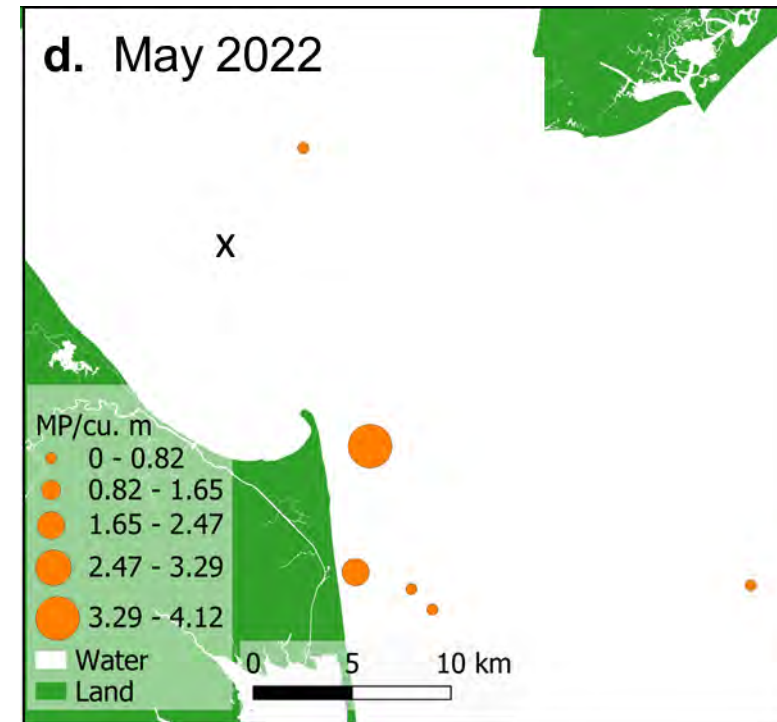 d. May 2022
x
MP/cu. m
0 - 0.82
0.82 - 1.65
1.65 - 2.47
2.47 - 3.29
3.29 - 4.12
Water
Land
0 5 10 km